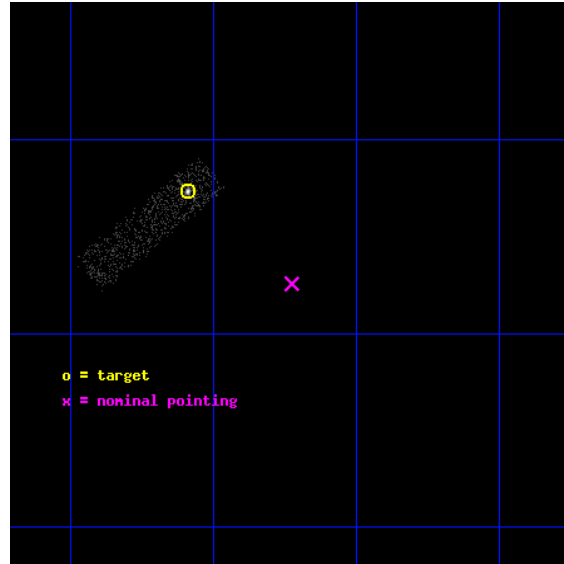 o = target
x = nominal pointing